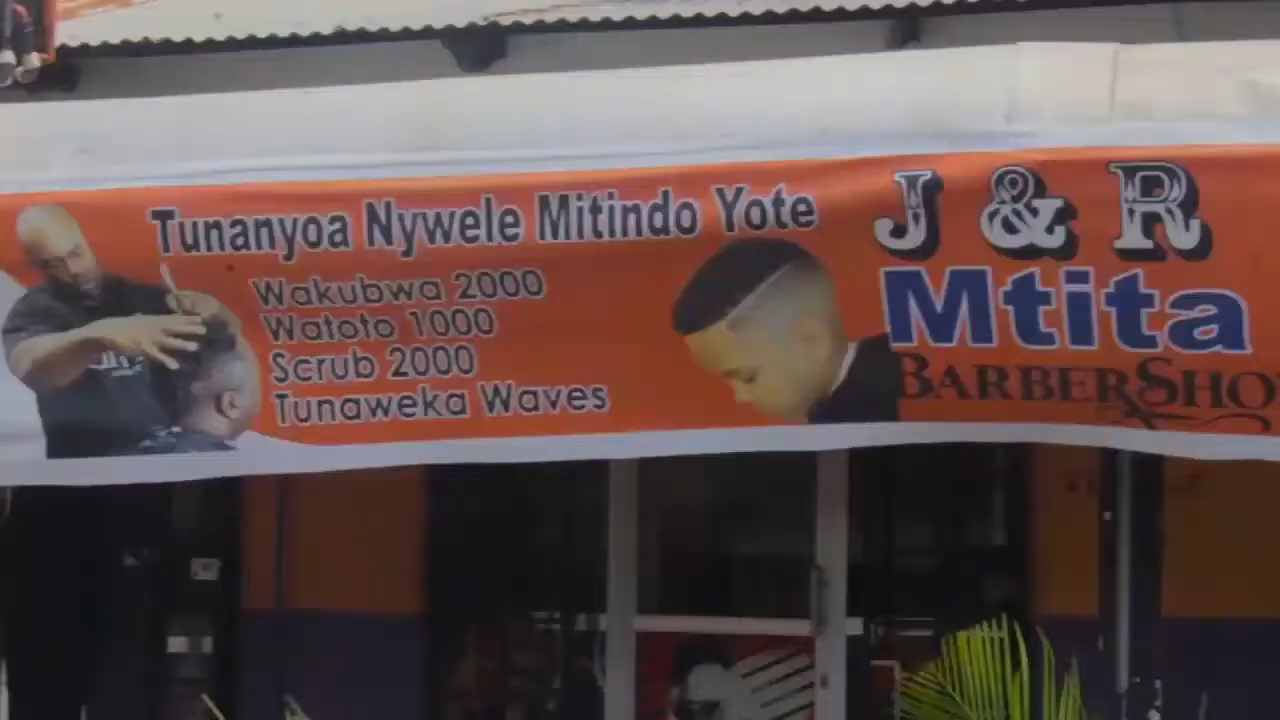 Tunanyoa Nywele Mitindo Yote
Wakubwa 2000
Watoto 1000
Scrub 2000
Tunaweka Waves
J & R
Mtita
BARBERSHO